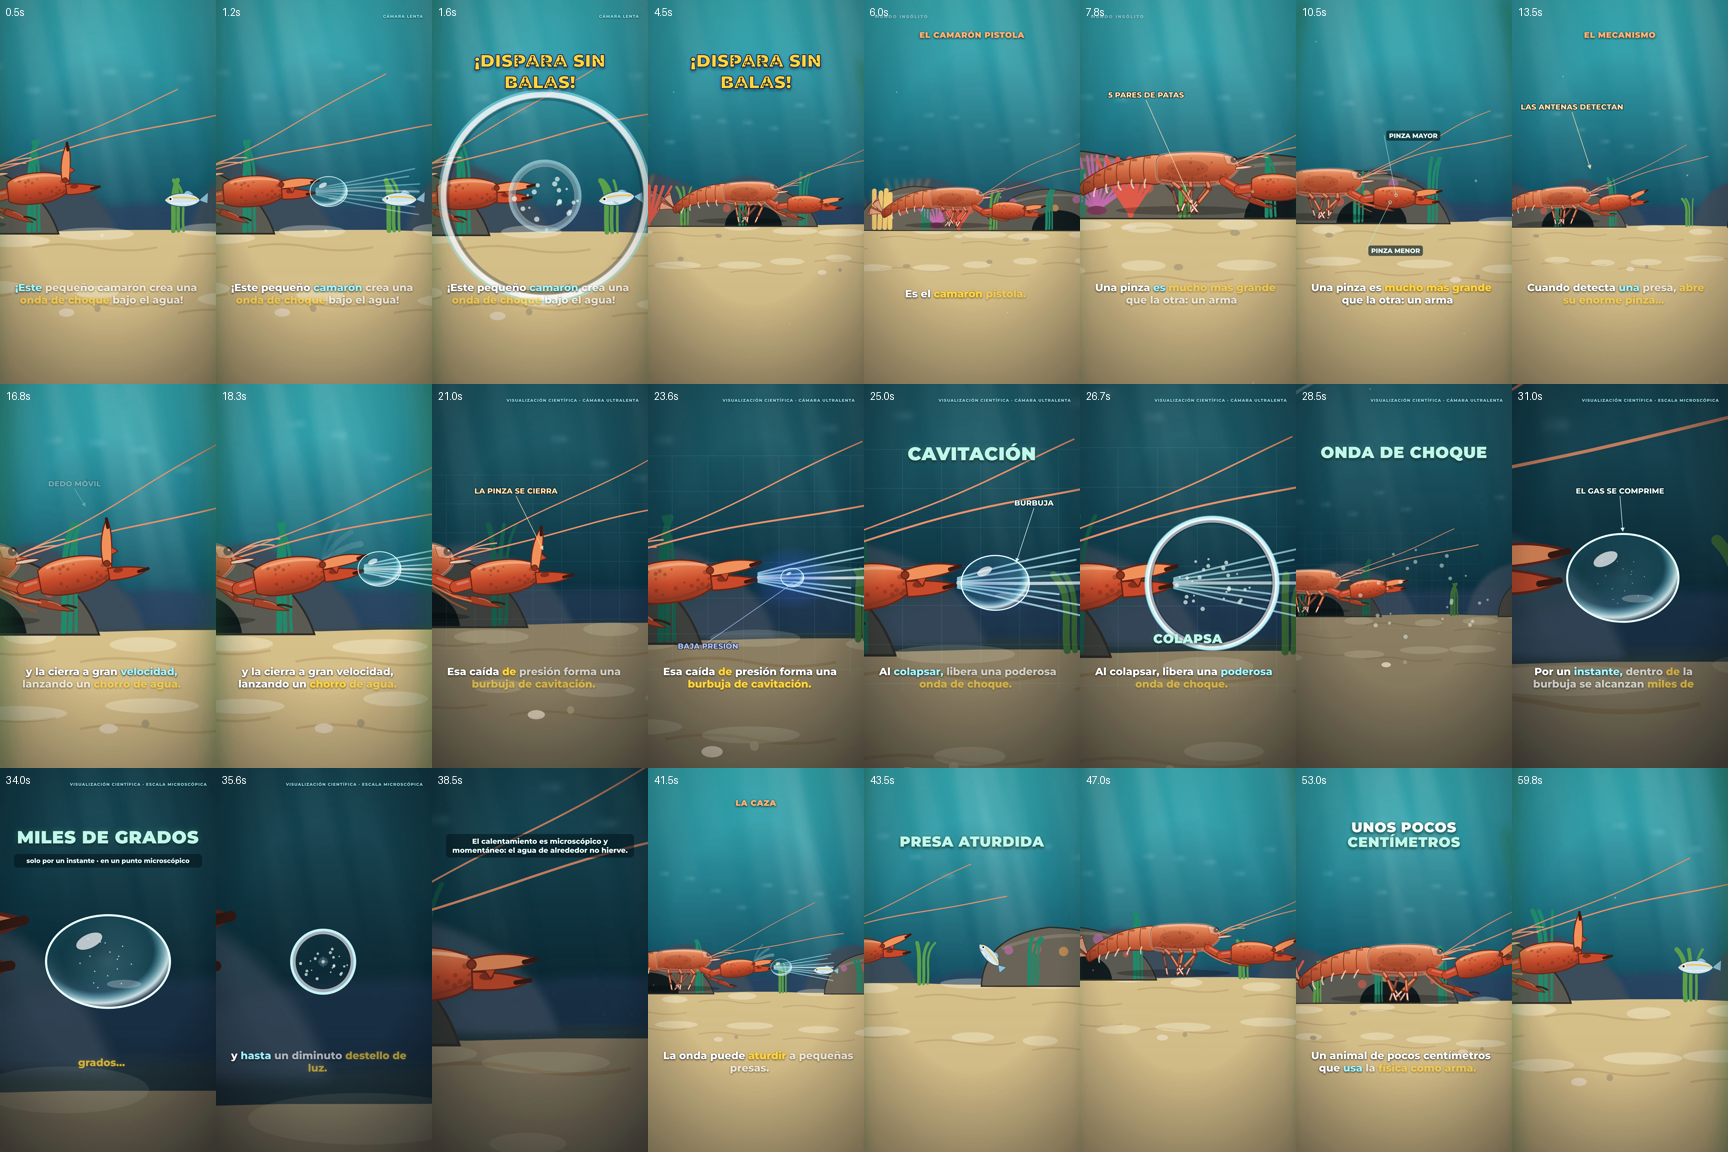 0.5s
¡Este pequeño camarón crea una
onda de choque bajo el agua!
1.2s
CÁMARA LENTA
¡Este pequeño camarón crea una
onda de choque bajo el agua!
1.6s
CÁMARA LENTA
¡DISPARA SIN
BALAS!
¡Este pequeño camarón crea una
onda de choque bajo el agua!
4.5s
¡DISPARA SIN
BALAS!
6.0s
INSÓLITO
EL CAMARÓN PISTOLA
Es el camarón pistola.
7.8s
INSÓLITO
5 PARES DE PATAS
Una pinza es mucho más grande
que la otra: un arma
10.5s
PINZA MAYOR
PINZA MENOR
Una pinza es mucho más grande
que la otra: un arma
13.5s
EL MECANISMO
LAS ANTENAS DETECTAN
Cuando detecta una presa, abre
su enorme pinza...
16.8s
DEDO MÓVIL
y la cierra a gran velocidad,
lanzando un chorro de agua.
18.3s
y la cierra a gran velocidad,
lanzando un chorro de agua.
21.0s
VISUALIZACIÓN CIENTÍFICA · CÁMARA ULTRALENTA
LA PINZA SE CIERRA
Esa caída de presión forma una
burbuja de cavitación.
23.6s
VISUALIZACIÓN CIENTÍFICA · CÁMARA ULTRALENTA
BAJA PRESIÓN
Esa caída de presión forma una
burbuja de cavitación.
25.0s
VISUALIZACIÓN CIENTÍFICA · CÁMARA ULTRALENTA
CAVITACIÓN
BURBUJA
Al colapsar, libera una poderosa
onda de choque.
26.7s
VISUALIZACIÓN CIENTÍFICA · CÁMARA ULTRALENTA
COLAPSA
Al colapsar, libera una poderosa
onda de choque.
28.5s
VISUALIZACIÓN CIENTÍFICA · CÁMARA ULTRALENTA
ONDA DE CHOQUE
31.0s
VISUALIZACIÓN CIENTÍFICA · ESCALA MICROSCÓPICA
EL GAS SE COMPRIME
Por un instante, dentro de la
burbuja se alcanzan miles de
34.0s
VISUALIZACIÓN CIENTÍFICA · ESCALA MICROSCÓPICA
MILES DE GRADOS
solo por un instante · en un punto microscópico
grados...
35.6s
VISUALIZACIÓN CIENTÍFICA · ESCALA MICROSCÓPICA
y hasta un diminuto destello de
luz.
38.5s
El calentamiento es microscópico y
momentáneo: el agua de alrededor no hierve.
41.5s
LA CAZA
La onda puede aturdir a pequeñas
presas.
43.5s
PRESA ATURDIDA
47.0s
53.0s
UNOS POCOS
CENTÍMETROS
Un animal de pocos centímetros
que usa la física como arma.
59.8s